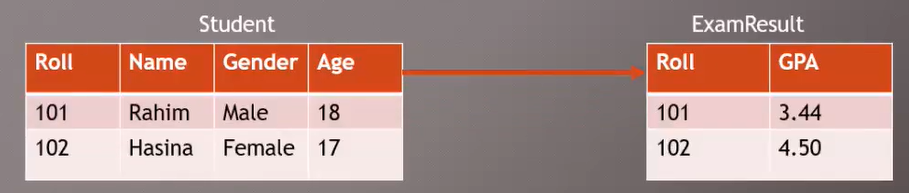 Student ExamResult
Roll Name Gender Age Roll GPA
101 Rahim Male 18 101 3.44
102 Hasina Female 17 102 4.50